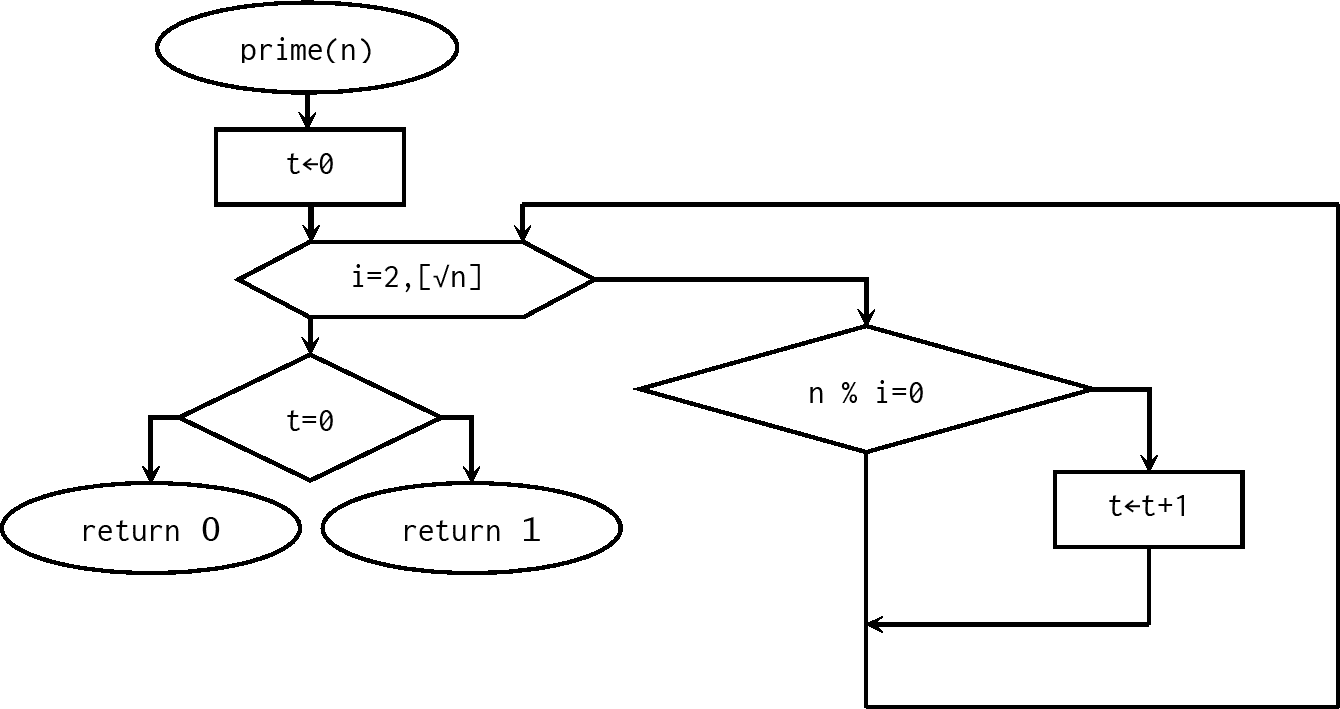 prime(n)
t←0
i=2,[√n]
t=0
n % i=0
t←t+1
return 0
return 1